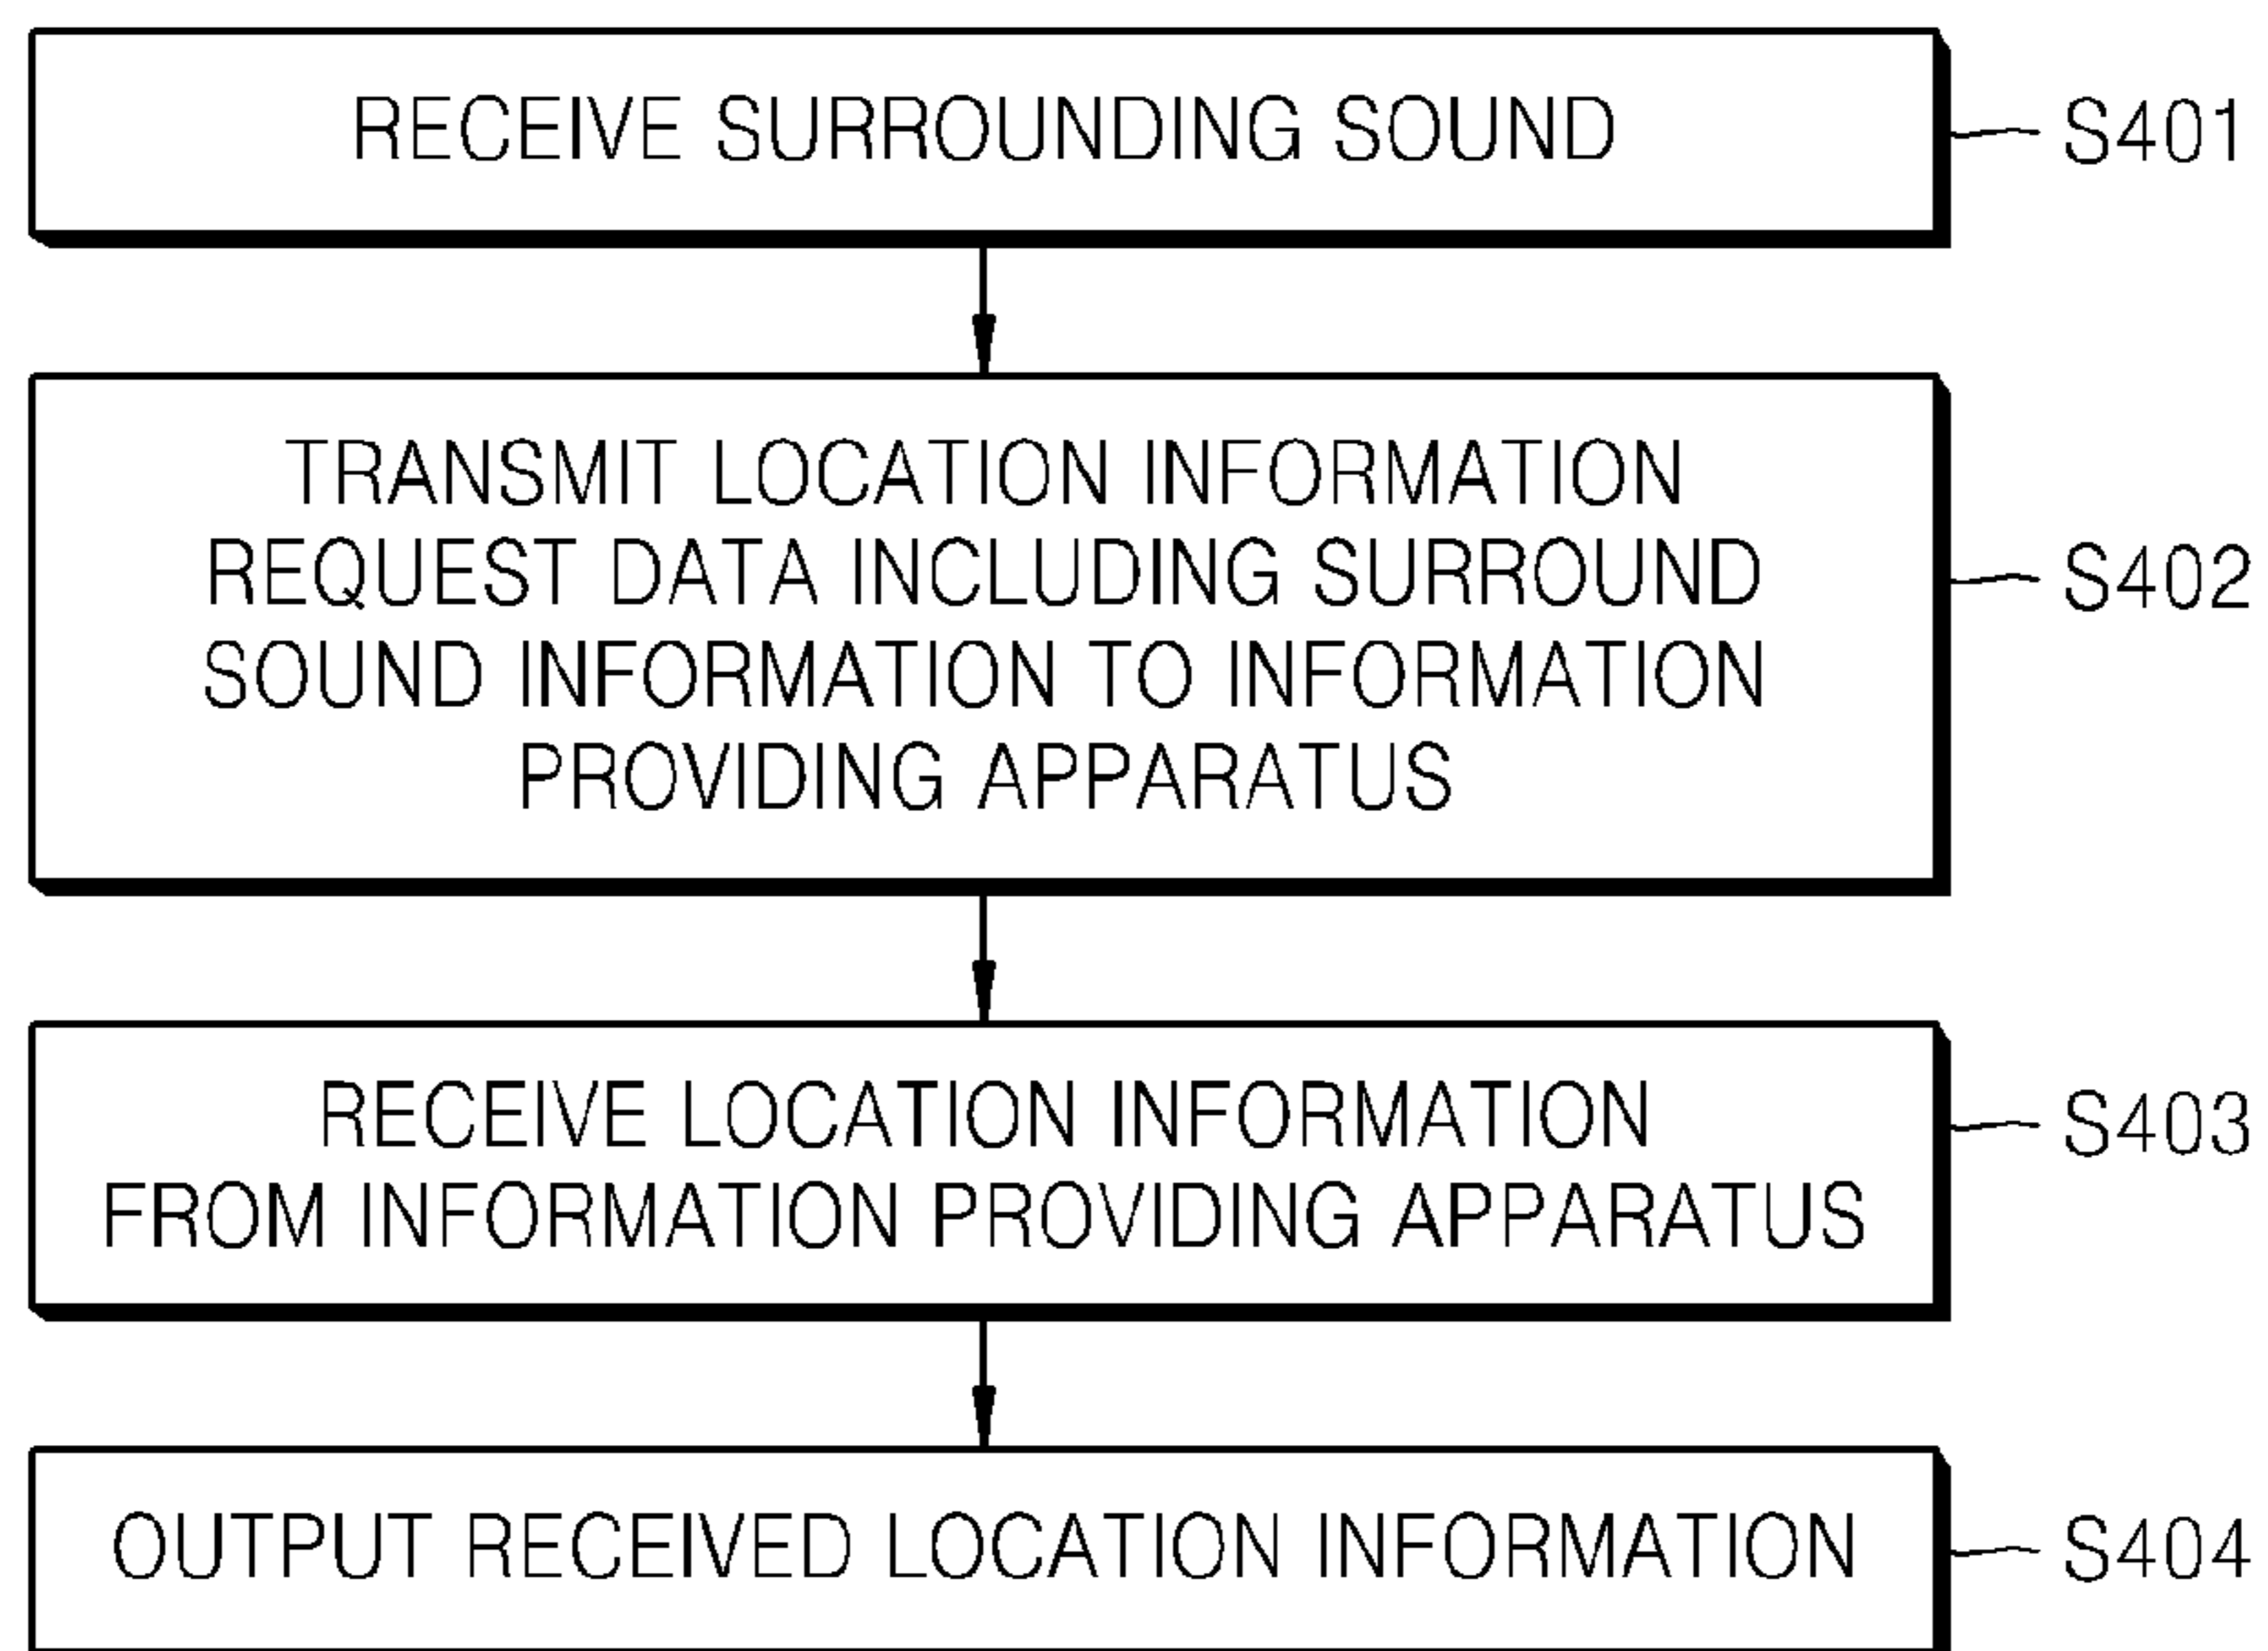 RECEIVE SURROUNDING SOUND
S401
TRANSMIT LOCATION INFORMATION
REQUEST DATA INCLUDING SURROUND
SOUND INFORMATION TO INFORMATION
PROVIDING APPARATUS
S402
RECEIVE LOCATION INFORMATION
FROM INFORMATION PROVIDING APPARATUS
S403
OUTPUT RECEIVED LOCATION INFORMATION
S404